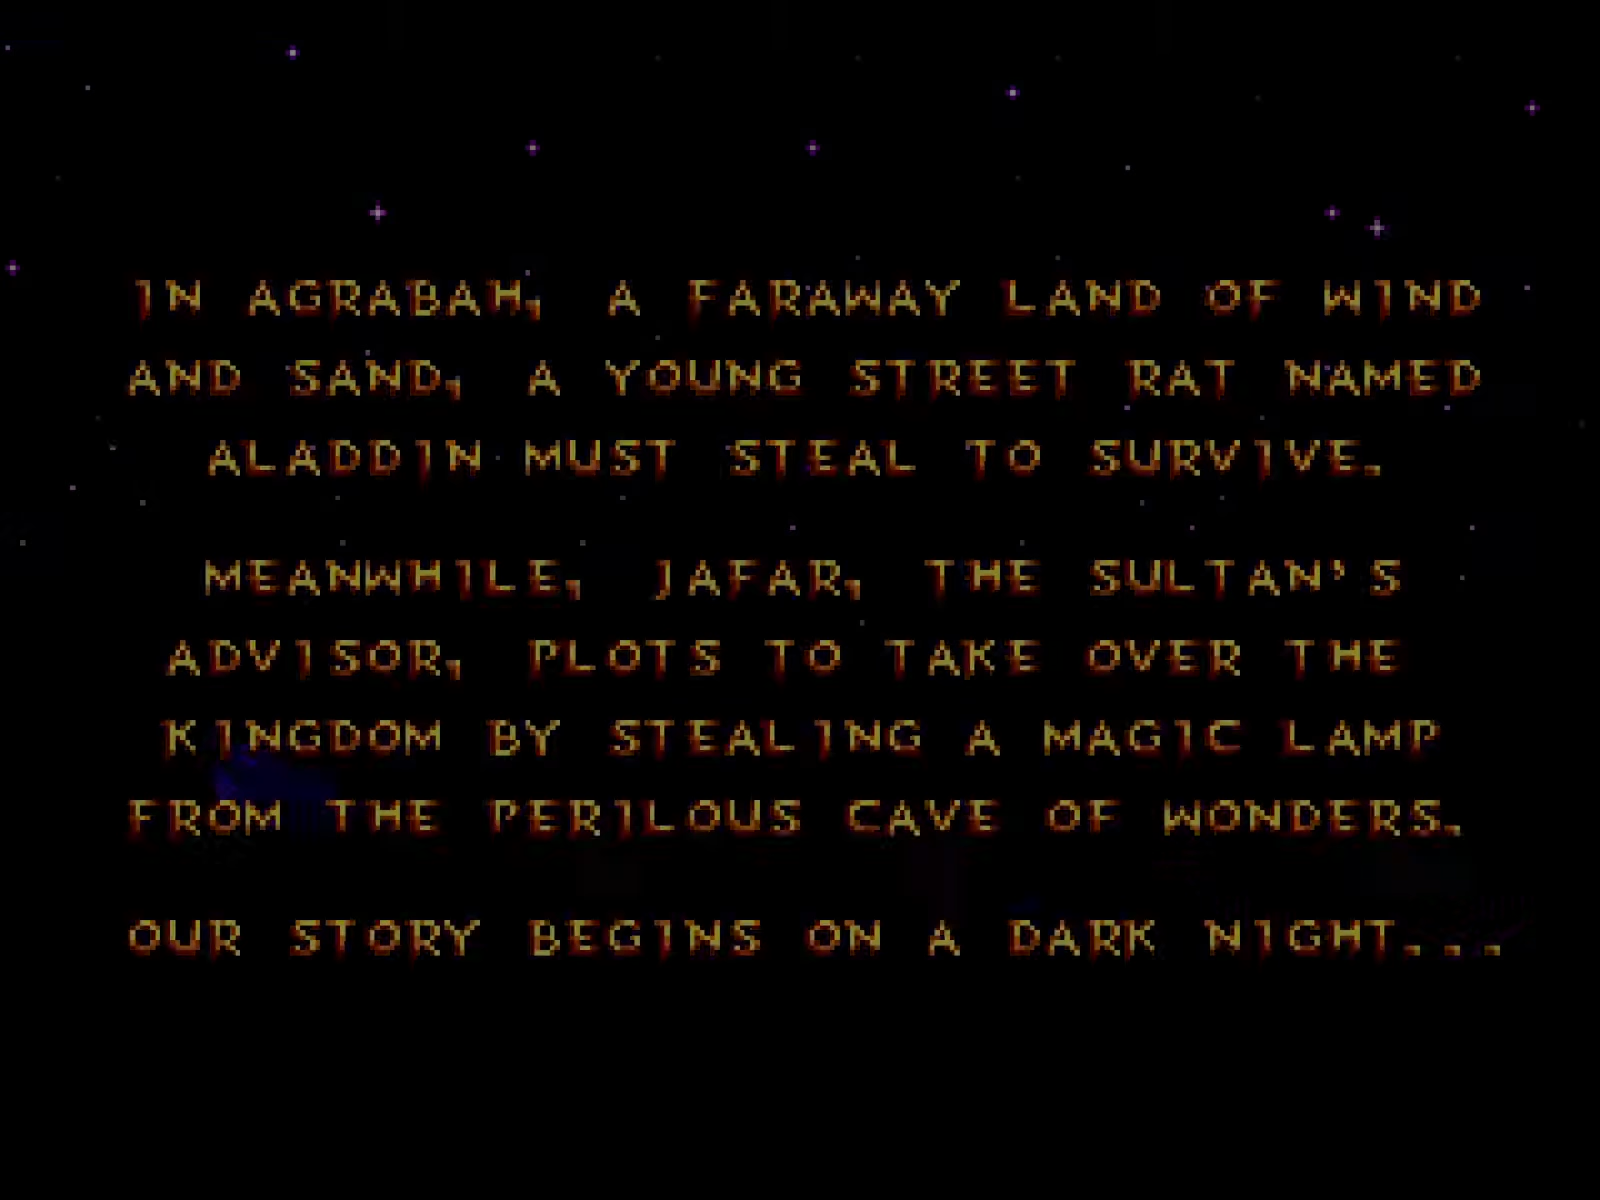 IN AGRABAH, A FARAWAY LAND OF WIND
AND SAND, A YOUNG STREET RAT NAMED
ALADDIN MUST STEAL TO SURVIVE.
MEANWHILE, JAFAR, THE SULTAN'S
ADVISOR, PLOTS TO TAKE OVER THE
KINGDOM BY STEALING A MAGIC LAMP
FROM THE PERILOUS CAVE OF WONDERS.
OUR STORY BEGINS ON A DARK NIGHT...